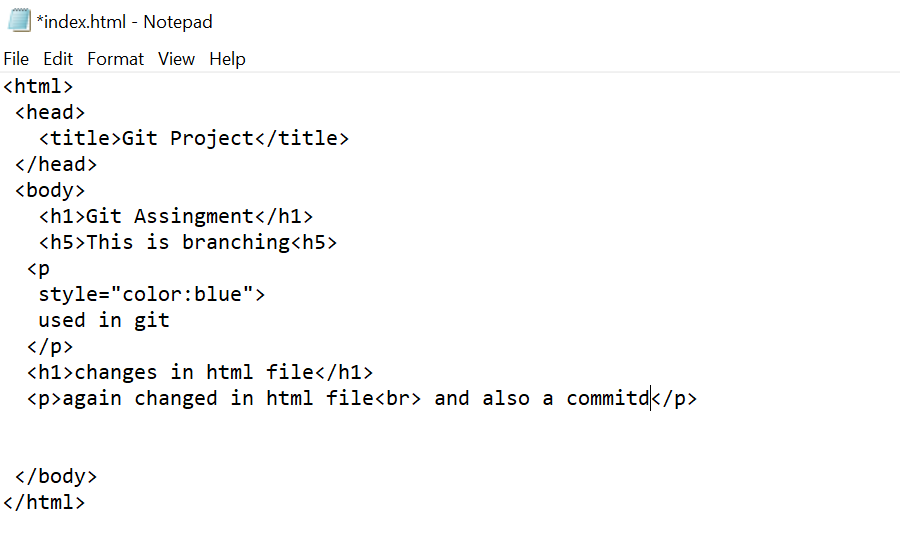 *index.html - Notepad
File Edit Format View Help
<html>
 <head>
   <title>Git Project</title>
 </head>
 <body>
   <h1>Git Assingment</h1>
   <h5>This is branching<h5>
  <p
   style="color:blue">
   used in git
  </p>
  <h1>changes in html file</h1>
  <p>again changed in html file<br> and also a commitd</p>
 </body>
</html>